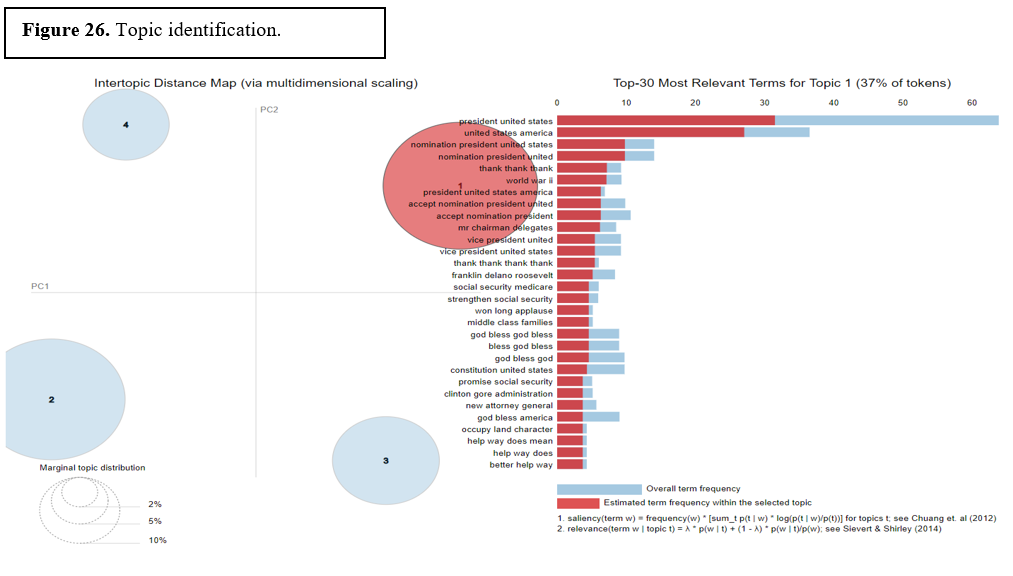 Figure 26. Topic identification.
Intertopic Distance Map (via multidimensional scaling)
PC2
PC1
4
1
2
3
Marginal topic distribution
2%
5%
10%
Top-30 Most Relevant Terms for Topic 1 (37% of tokens)
0 10 20 30 40 50 60
president united states
united states america
nomination president united states
nomination president united
thank thank thank
world war ii
president united states america
accept nomination president united
accept nomination president
mr chairman delegates
vice president united
vice president united states
thank thank thank thank
franklin delano roosevelt
social security medicare
strengthen social security
won long applause
middle class families
god bless god bless
bless god bless
god bless god
constitution united states
promise social security
clinton gore administration
new attorney general
god bless america
occupy land character
help way does mean
help way does
better help way
Overall term frequency
Estimated term frequency within the selected topic
1. saliency(term w) = frequency(w) * [sum_t p(t | w) * log(p(t | w)/p(t))] for topics t; see Chuang et. al (2012)
2. relevance(term w | topic t) = λ * p(w | t) + (1 - λ) * p(w | t)/p(w); see Sievert & Shirley (2014)